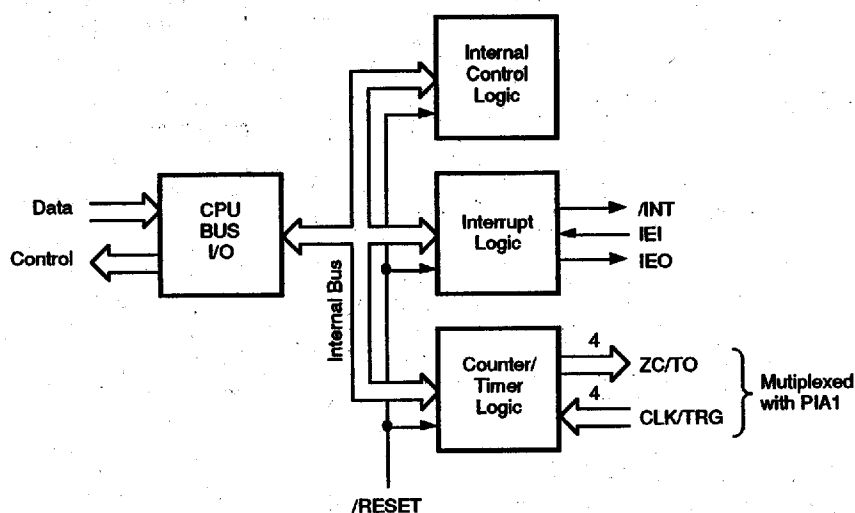 Internal
Control
Logic
Data
Control
CPU
BUS
I/O
Interrupt
Logic
/INT
IEI
IEO
Internal Bus
Counter/
Timer
Logic
4
ZC/TO
4
CLK/TRG
Mutiplexed
with PIA1
/RESET